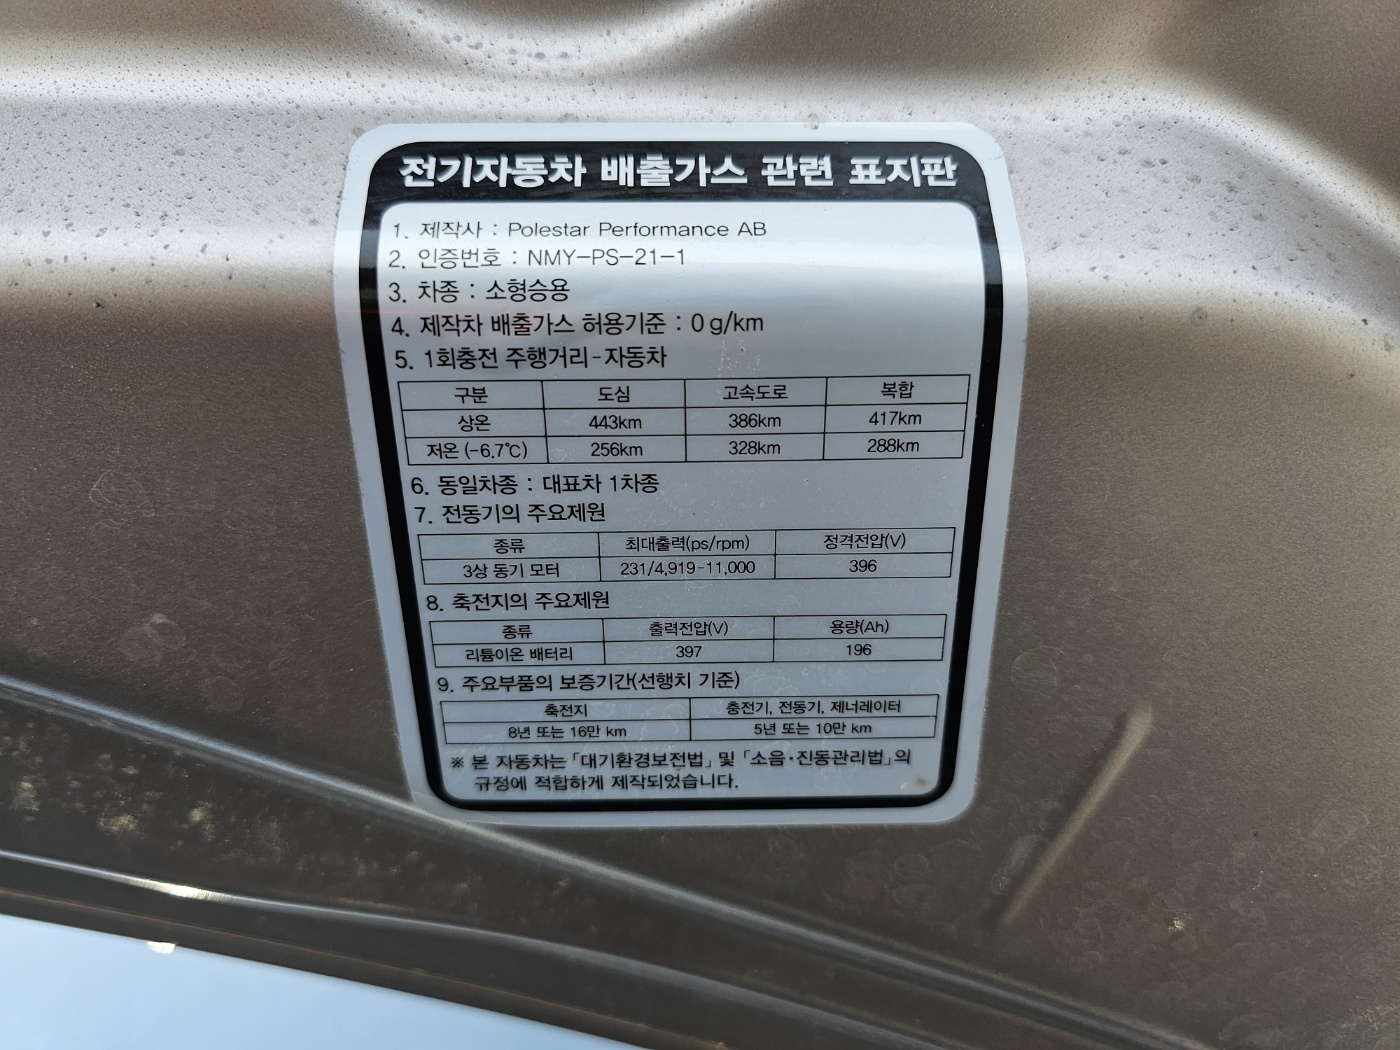 전기자동차 배출가스 관련 표지판
1. 제작사 : Polestar Performance AB
2. 인증번호 : NMY-PS-21-1
3. 차종 : 소형승용
4. 제작차 배출가스 허용기준 : 0 g/km
5. 1회충전 주행거리-자동차
구분 도심 고속도로 복합
상온 443km 386km 417km
저온 (-6.7℃) 256km 328km 288km
6. 동일차종 : 대표차 1차종
7. 전동기의 주요제원
종류 최대출력(ps/rpm) 정격전압(V)
3상 동기 모터 231/4,919-11,000 396
8. 축전지의 주요제원
종류 출력전압(V) 용량(Ah)
리튬이온 배터리 397 196
9. 주요부품의 보증기간(선행치 기준)
축전지 충전기, 전동기, 제너레이터
8년 또는 16만 km 5년 또는 10만 km
※ 본 자동차는 「대기환경보전법」 및 「소음·진동관리법」의
규정에 적합하게 제작되었습니다.